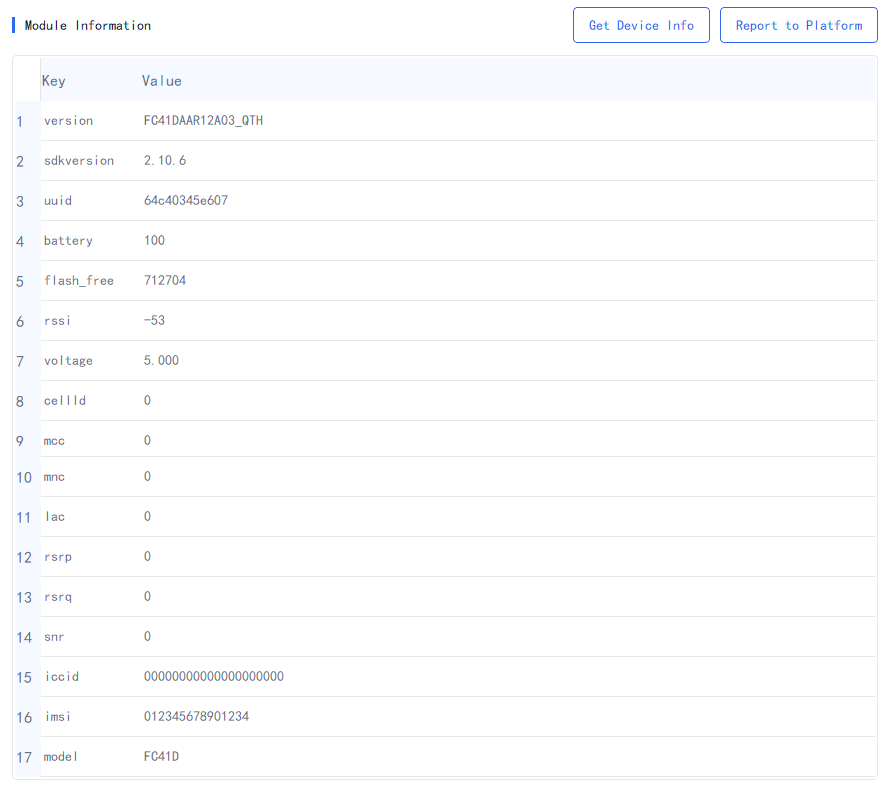 Module Information
Get Device Info
Report to Platform
Key Value
1 version FC41DAAR12A03_QTH
2 sdkversion 2.10.6
3 uuid 64c40345e607
4 battery 100
5 flash_free 712704
6 rssi -53
7 voltage 5.000
8 cellId 0
9 mcc 0
10 mnc 0
11 lac 0
12 rsrp 0
13 rsrq 0
14 snr 0
15 iccid 00000000000000000000
16 imsi 012345678901234
17 model FC41D